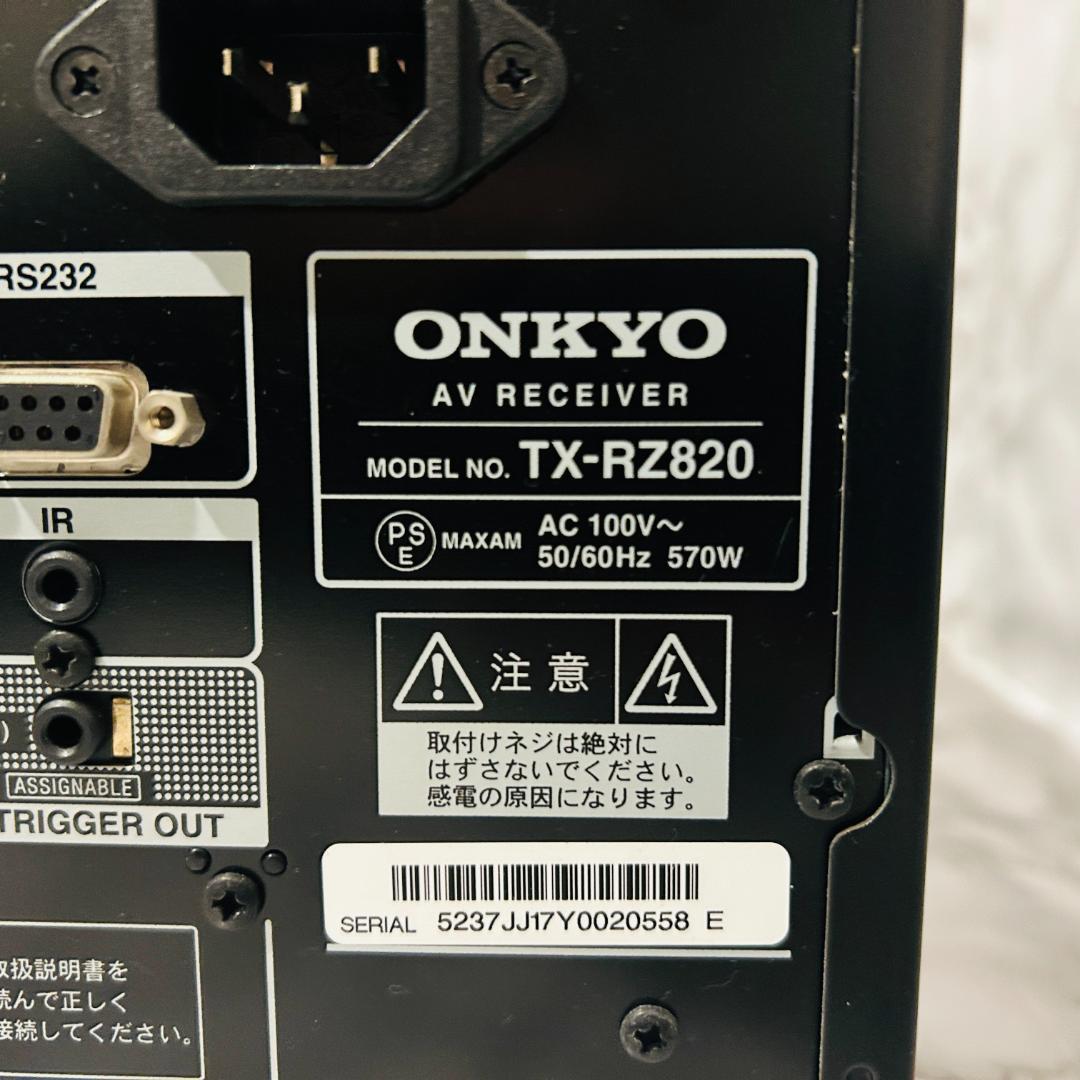 RS232
ONKYO
AV RECEIVER
MODEL NO. TX-RZ820
PSE MAXAM AC 100V～
50/60Hz 570W
IR
注意
取付けネジは絶対に
はずさないでください。
感電の原因になります。
)
ASSIGNABLE
TRIGGER OUT
SERIAL 5237JJ17Y0020558 E
取扱説明書を
読んで正しく
接続してください。